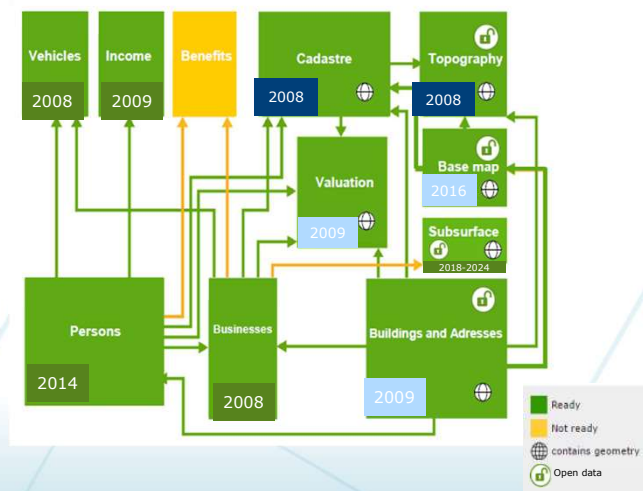 Vehicles
2008
Income
2009
Benefits
Cadastre
2008
Topography
2008
Base map
2016
Valuation
2009
Subsurface
2018-2024
Persons
2014
Businesses
2008
Buildings and Adresses
2009
Ready
Not ready
contains geometry
Open data